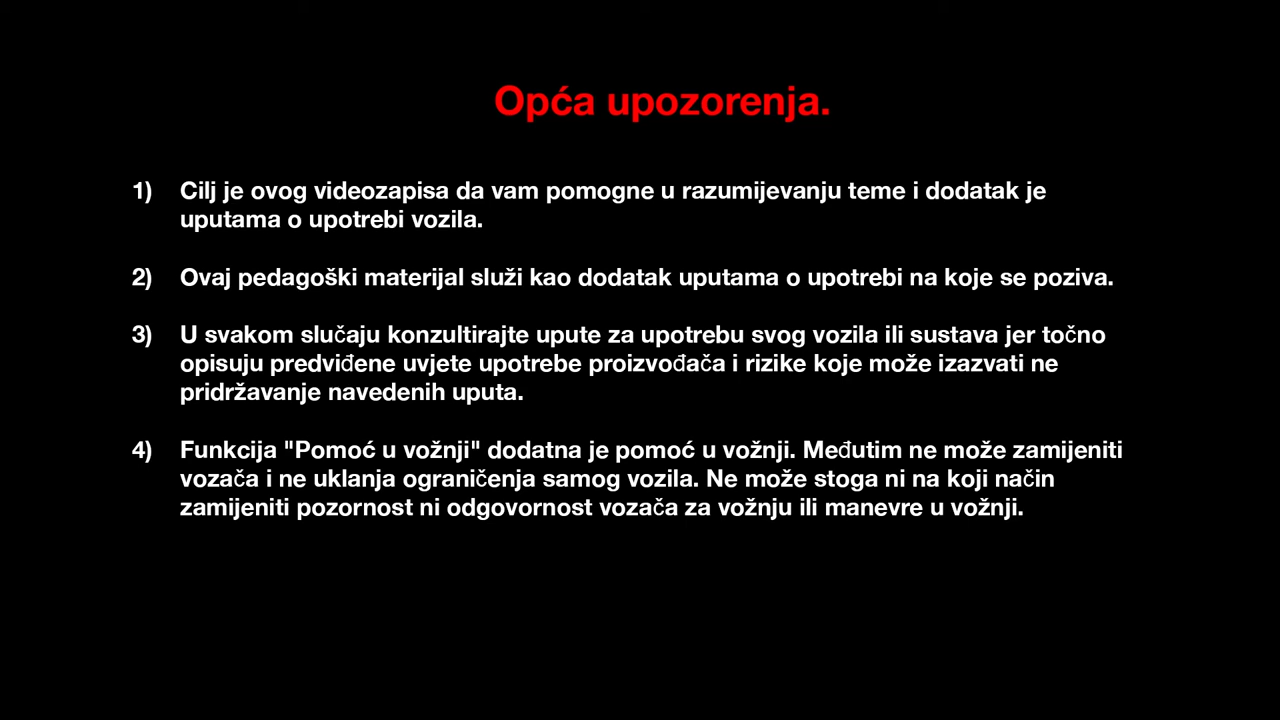 Opća upozorenja.
1) Cilj je ovog videozapisa da vam pomogne u razumijevanju teme i dodatak je
uputama o upotrebi vozila.
2) Ovaj pedagoški materijal služi kao dodatak uputama o upotrebi na koje se poziva.
3) U svakom slučaju konzultirajte upute za upotrebu svog vozila ili sustava jer točno
opisuju predviđene uvjete upotrebe proizvođača i rizike koje može izazvati ne
pridržavanje navedenih uputa.
4) Funkcija "Pomoć u vožnji" dodatna je pomoć u vožnji. Međutim ne može zamijeniti
vozača i ne uklanja ograničenja samog vozila. Ne može stoga ni na koji način
zamijeniti pozornost ni odgovornost vozača za vožnju ili manevre u vožnji.